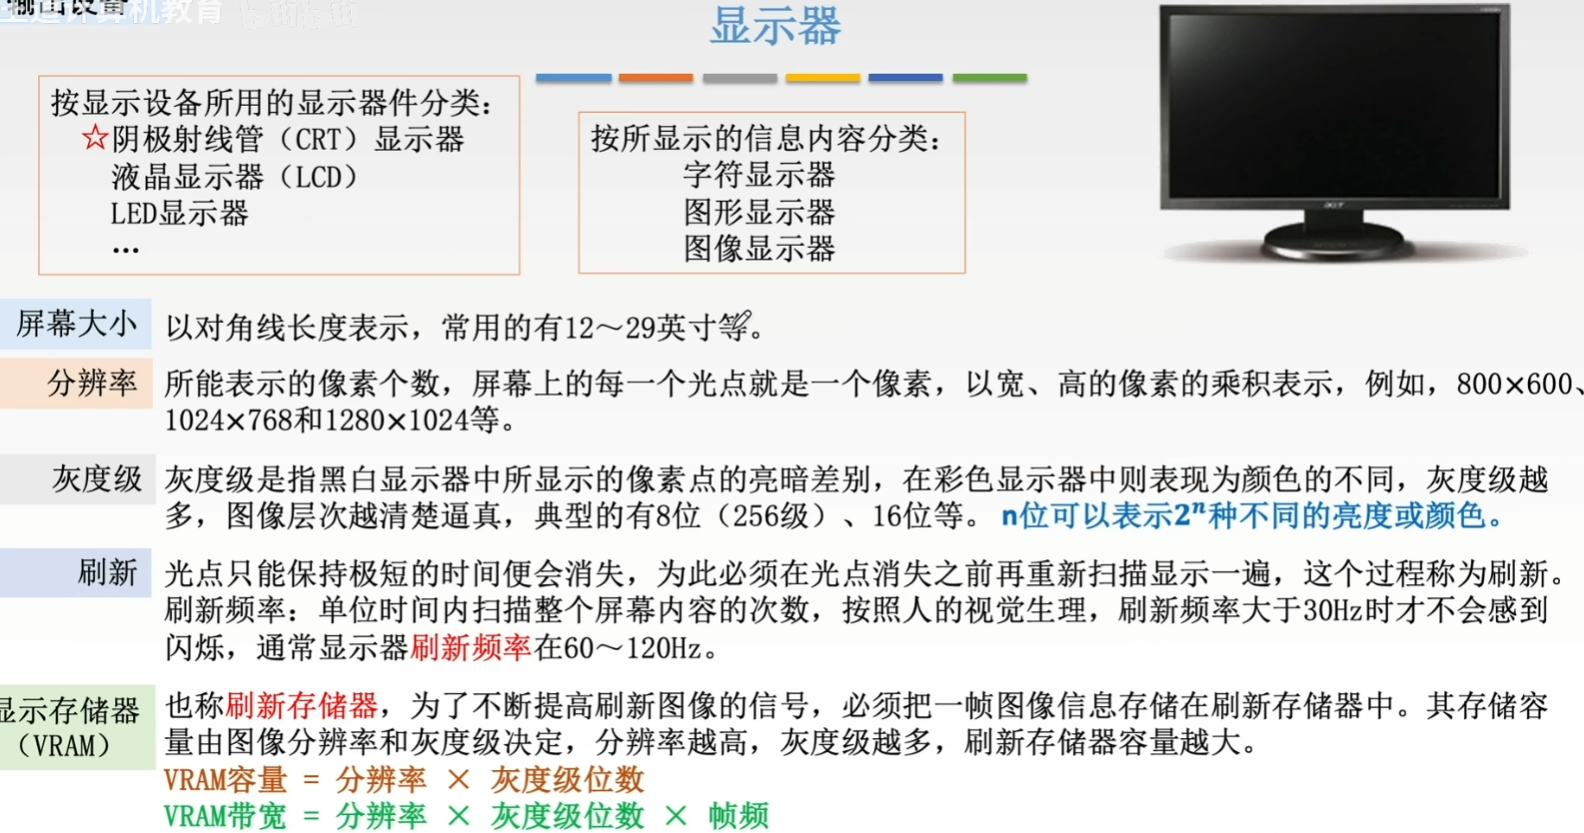 输出设备
王道计算机教育 bilibili
显示器
按显示设备所用的显示器件分类：
☆阴极射线管（CRT）显示器
液晶显示器（LCD）
LED显示器
…
按所显示的信息内容分类：
字符显示器
图形显示器
图像显示器
acer
屏幕大小
以对角线长度表示，常用的有12～29英寸等。
分辨率
所能表示的像素个数，屏幕上的每一个光点就是一个像素，以宽、高的像素的乘积表示，例如，800×600、
1024×768和1280×1024等。
灰度级
灰度级是指黑白显示器中所显示的像素点的亮暗差别，在彩色显示器中则表现为颜色的不同，灰度级越
多，图像层次越清楚逼真，典型的有8位（256级）、16位等。 n位可以表示2ⁿ种不同的亮度或颜色。
刷新
光点只能保持极短的时间便会消失，为此必须在光点消失之前再重新扫描显示一遍，这个过程称为刷新。
刷新频率：单位时间内扫描整个屏幕内容的次数，按照人的视觉生理，刷新频率大于30Hz时才不会感到
闪烁，通常显示器刷新频率在60～120Hz。
显示存储器
（VRAM）
也称刷新存储器，为了不断提高刷新图像的信号，必须把一帧图像信息存储在刷新存储器中。其存储容
量由图像分辨率和灰度级决定，分辨率越高，灰度级越多，刷新存储器容量越大。
VRAM容量 = 分辨率 × 灰度级位数
VRAM带宽 = 分辨率 × 灰度级位数 × 帧频